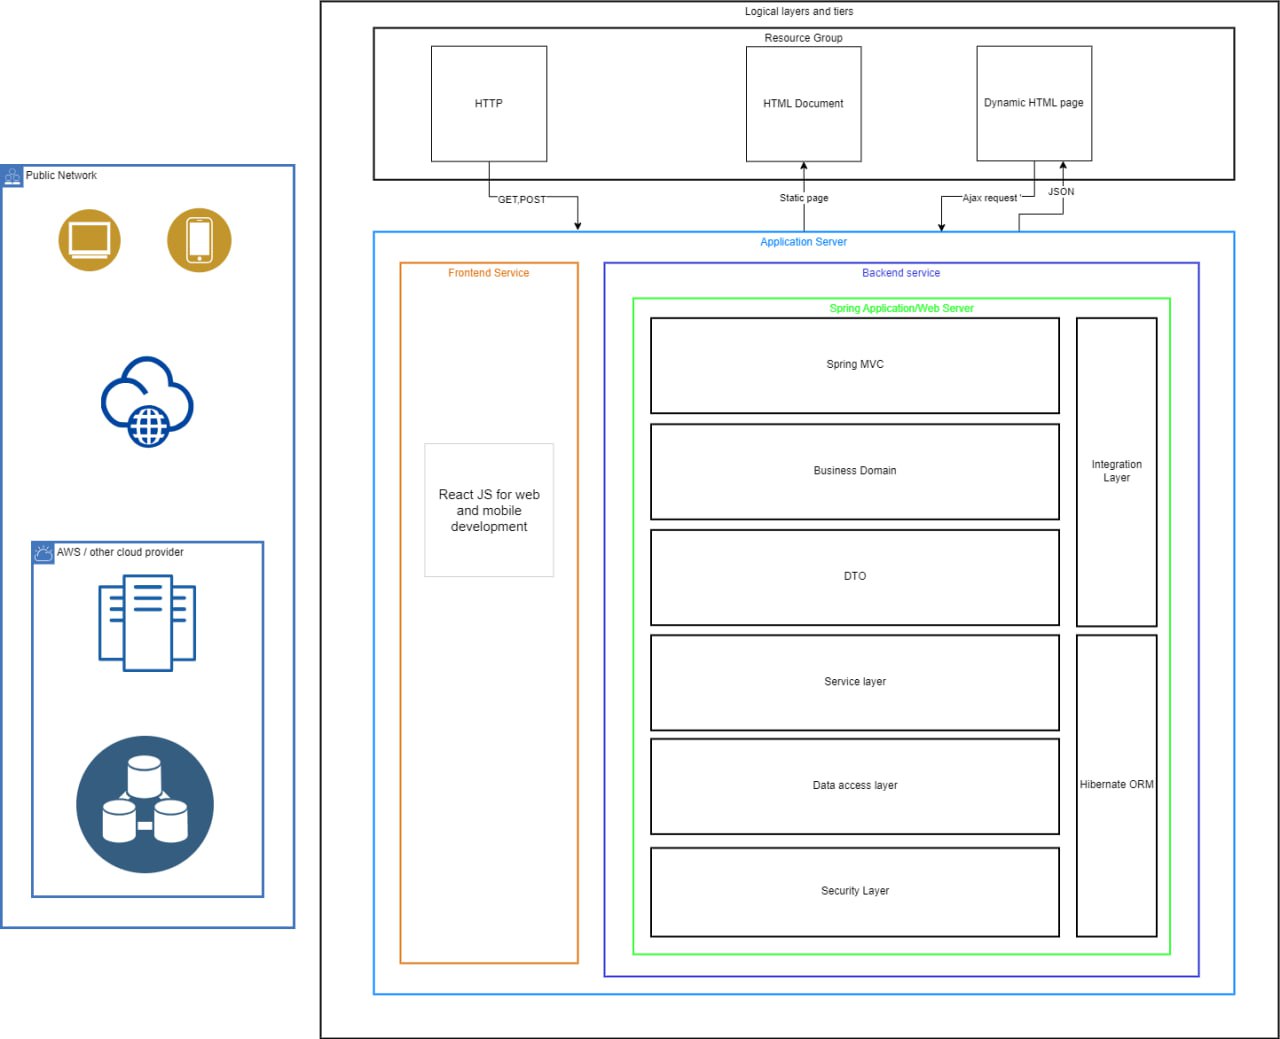 Logical layers and tiers
Resource Group
HTTP
HTML Document
Dynamic HTML page
GET,POST
Static page
Ajax request '
JSON
Public Network
AWS / other cloud provider
Application Server
Frontend Service
React JS for web
and mobile
development
Backend service
Spring Application/Web Server
Spring MVC
Business Domain
DTO
Service layer
Data access layer
Security Layer
Integration
Layer
Hibernate ORM